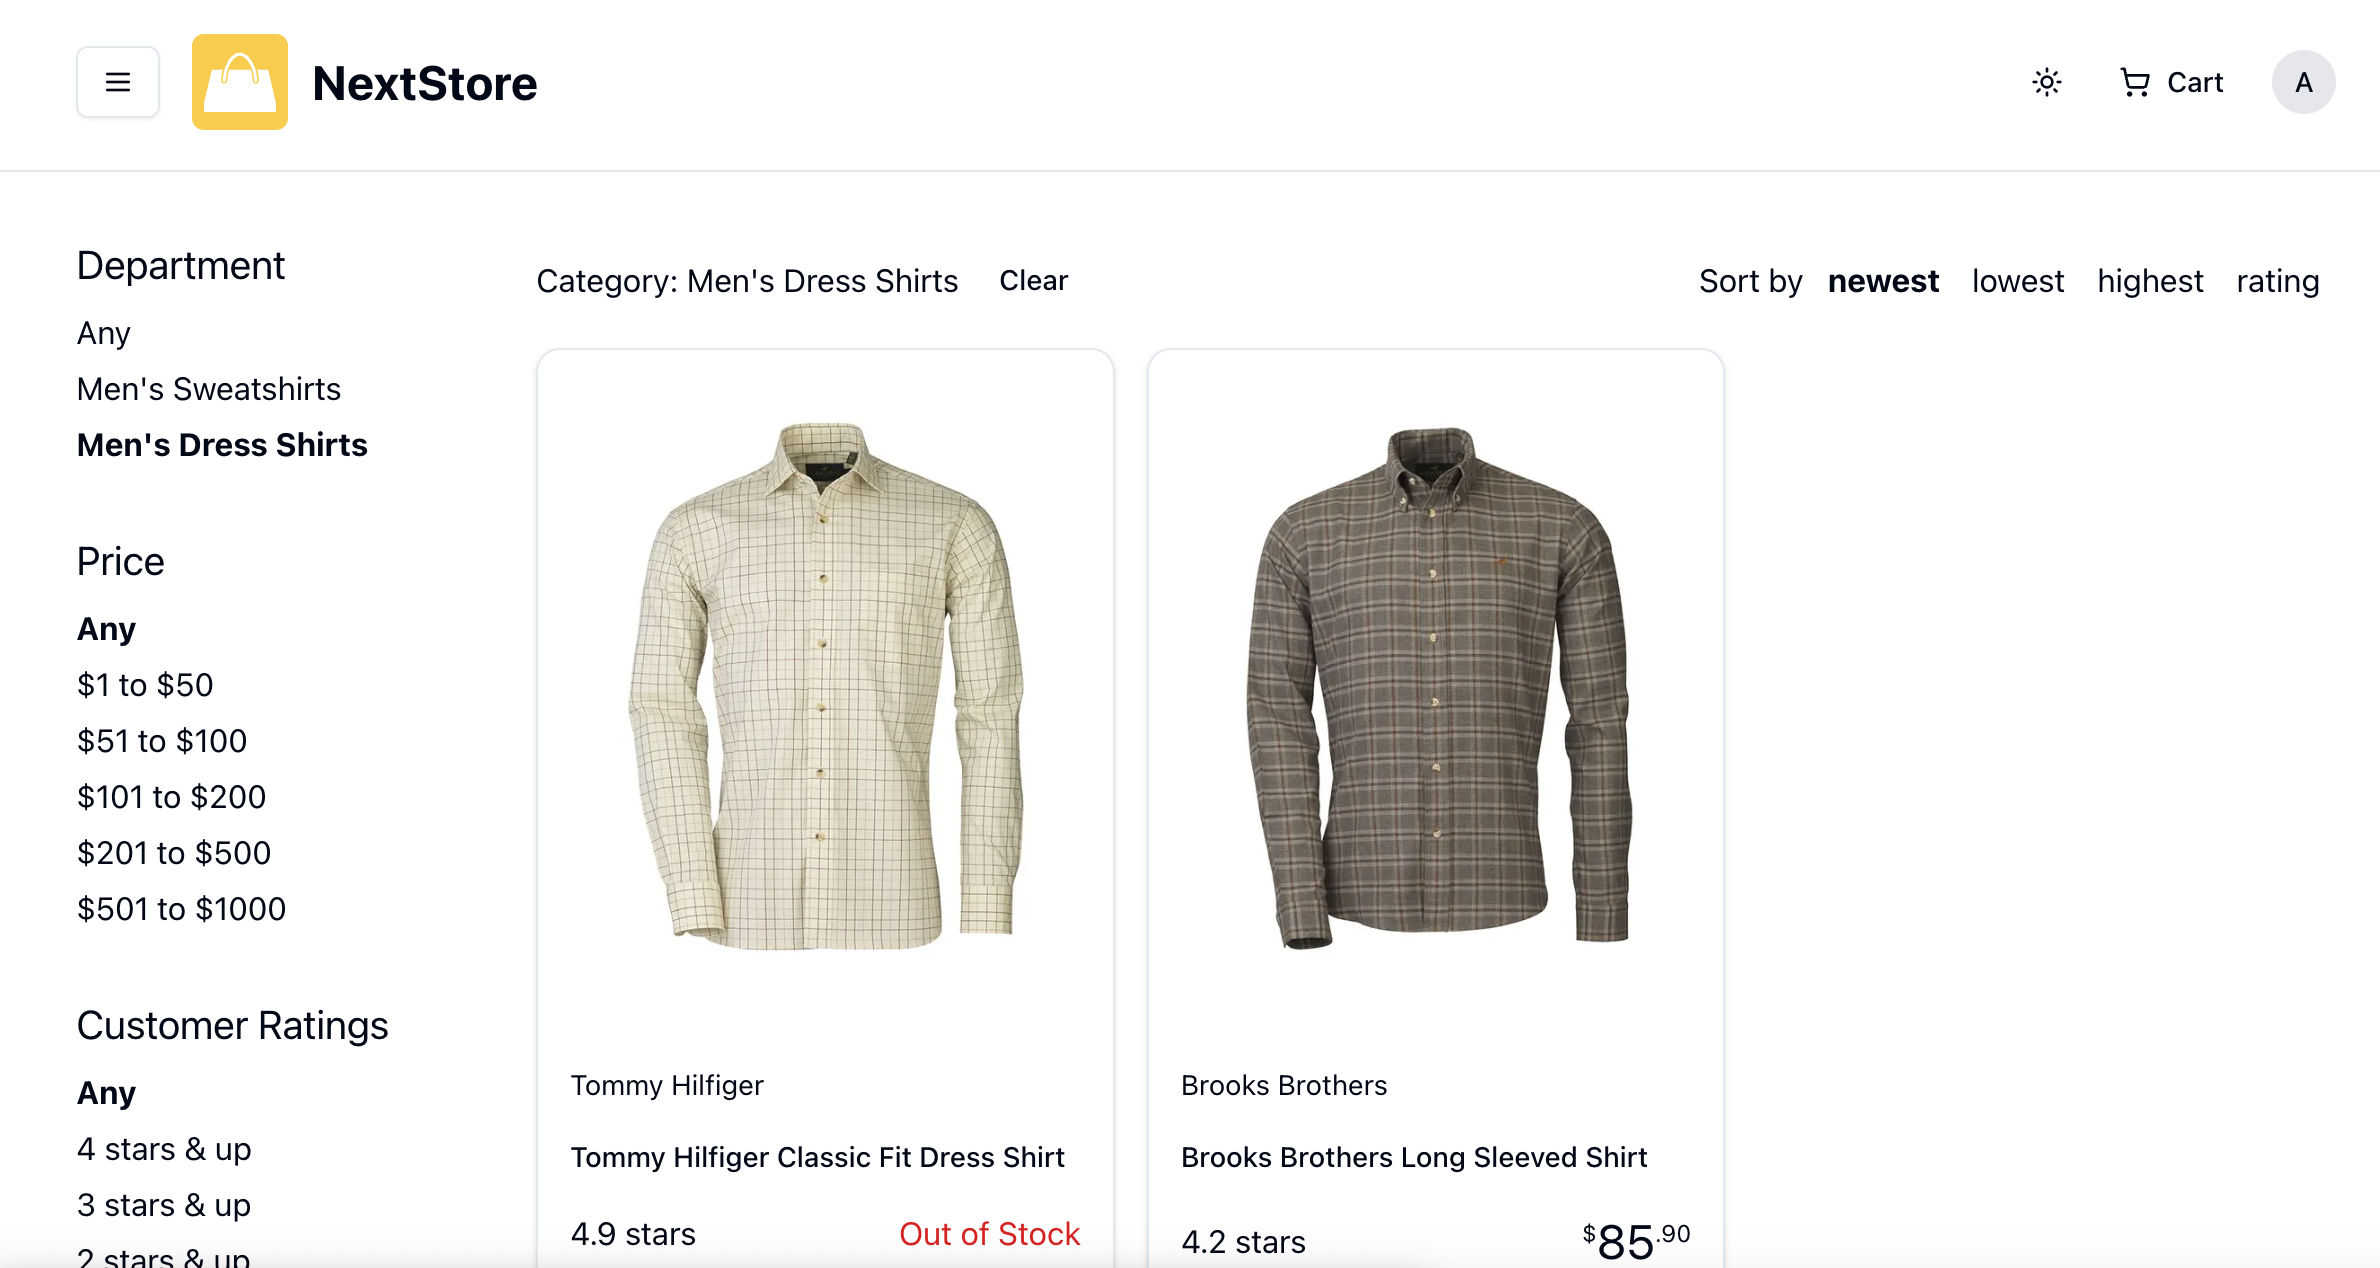 NextStore
Cart
A
Department
Any
Men's Sweatshirts
Men's Dress Shirts
Price
Any
$1 to $50
$51 to $100
$101 to $200
$201 to $500
$501 to $1000
Customer Ratings
Any
4 stars & up
3 stars & up
2 stars & up
Category: Men's Dress Shirts Clear
Sort by newest lowest highest rating
Tommy Hilfiger
Tommy Hilfiger Classic Fit Dress Shirt
4.9 stars Out of Stock
Brooks Brothers
Brooks Brothers Long Sleeved Shirt
4.2 stars $85.90